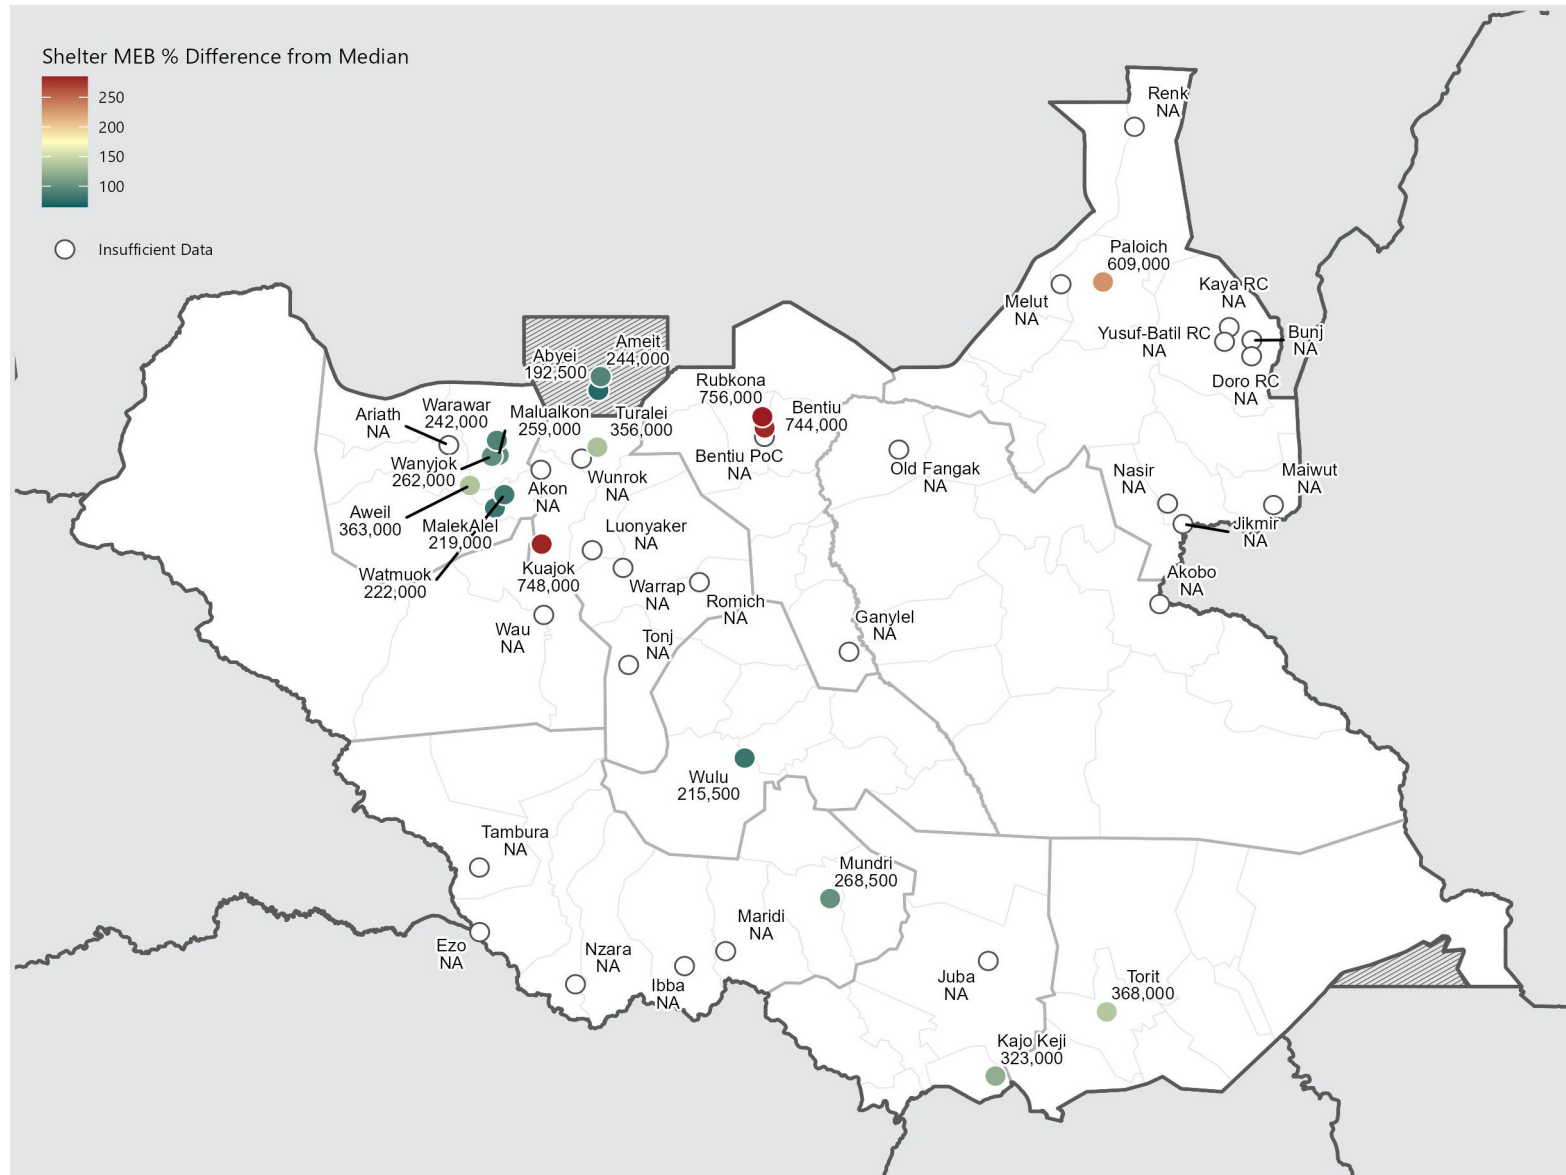 Shelter MEB % Difference from Median
250
200
150
100
Insufficient Data
Renk
NA
Paloich
609,000
Melut
NA
Kaya RC
NA
Yusuf-Batil RC
NA
Bunj
NA
Doro RC
NA
Ameit
244,000
Abyei
192,500
Rubkona
756,000
Bentiu
744,000
Bentiu PoC
NA
Turalei
356,000
Malualkon
259,000
Warawar
242,000
Ariath
NA
Wanyjok
262,000
Aweil
363,000
Akon
NA
Wunrok
NA
MalekAlel
219,000
Watmuok
222,000
Kuajok
748,000
Luonyaker
NA
Warrap
NA
Romich
NA
Wau
NA
Tonj
NA
Old Fangak
NA
Nasir
NA
Maiwut
NA
Jikmir
NA
Akobo
NA
Ganylel
NA
Wulu
215,500
Tambura
NA
Mundri
268,500
Maridi
NA
Ezo
NA
Nzara
NA
Ibba
NA
Juba
NA
Torit
368,000
Kajo Keji
323,000